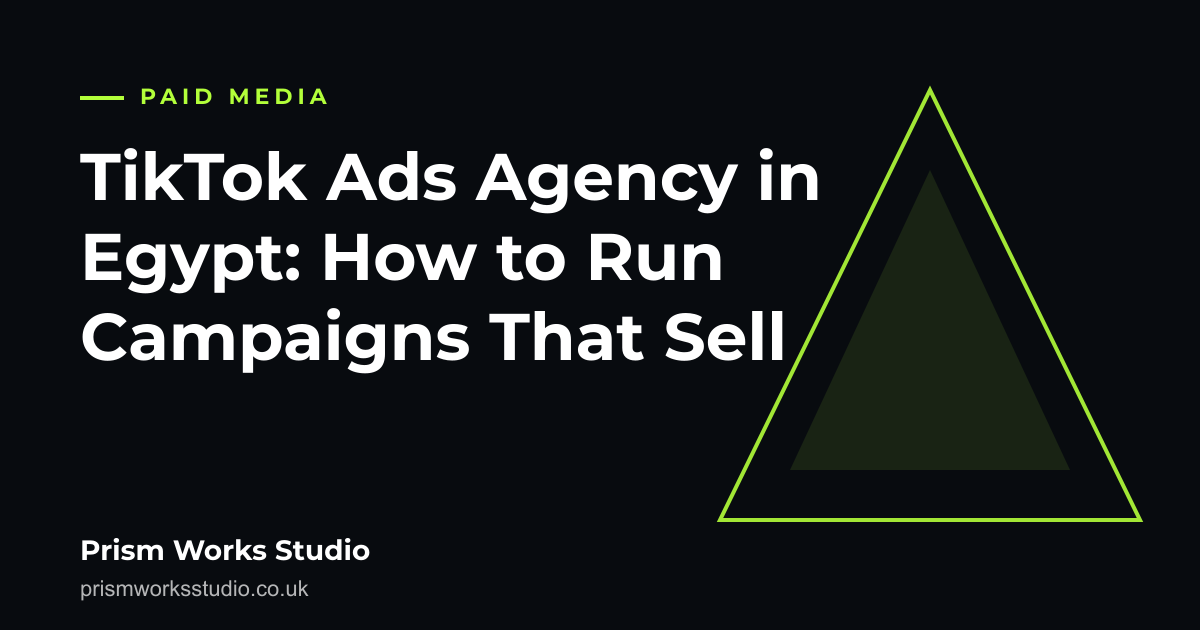 PAID MEDIA
TikTok Ads Agency in
Egypt: How to Run
Campaigns That Sell
Prism Works Studio
prismworksstudio.co.uk